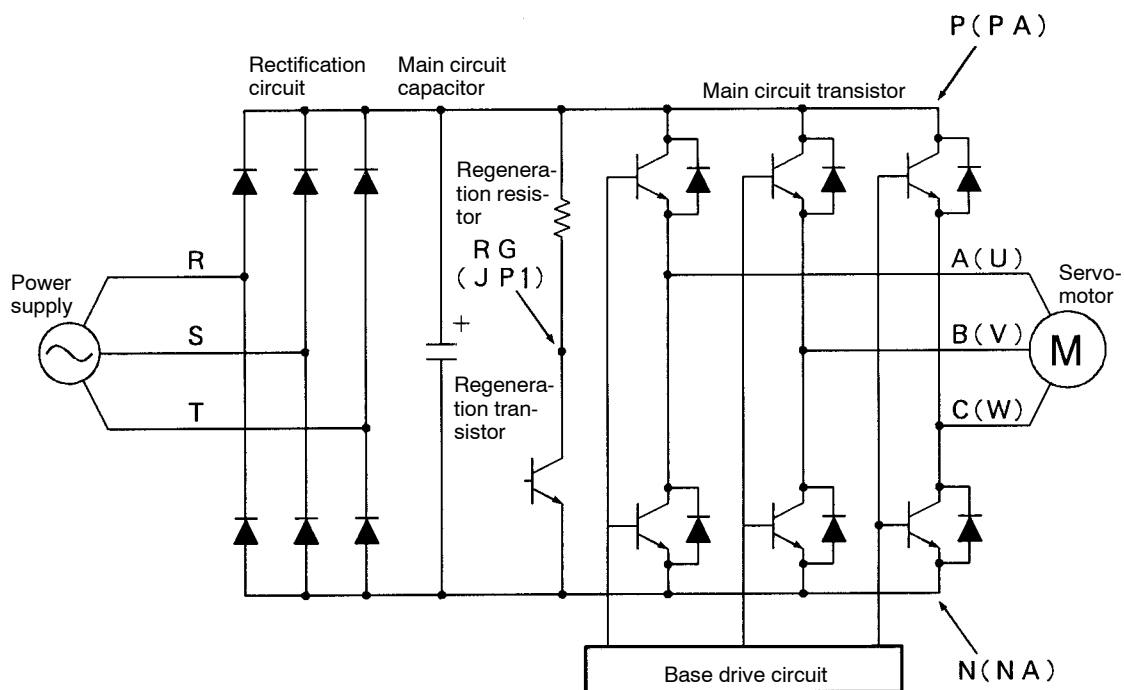 P(PA)
Rectification
circuit
Main circuit
capacitor
Main circuit transistor
Regenera-
tion resis-
tor
RG
(JP1)
Power
supply
R
S
T
+
Regenera-
tion tran-
sistor
A(U)
B(V)
C(W)
Servo-
motor
M
N(NA)
Base drive circuit